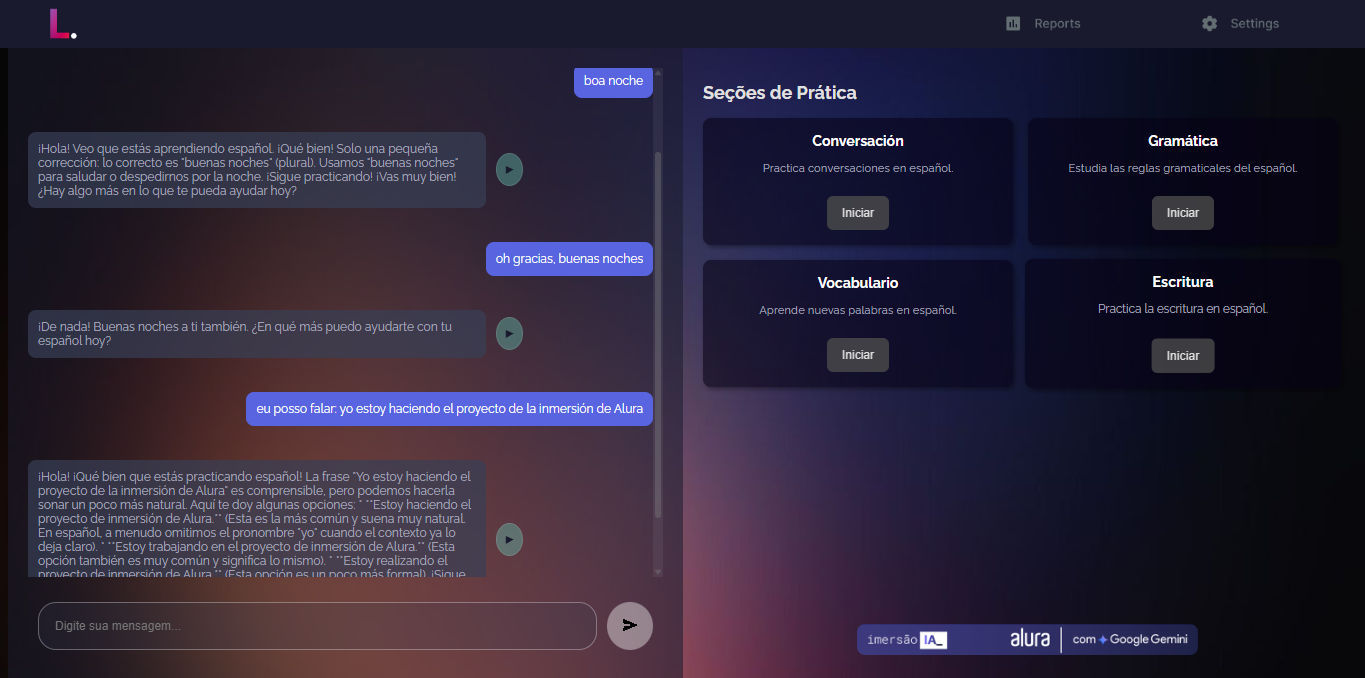 L.
Reports
Settings
boa noche
¡Hola! Veo que estás aprendiendo español. ¡Qué bien! Solo una pequeña
corrección: lo correcto es "buenas noches" (plural). Usamos "buenas noches"
para saludar o despedirnos por la noche. ¡Sigue practicando! ¡Vas muy bien!
¿Hay algo más en lo que te pueda ayudar hoy?
oh gracias, buenas noches
¡De nada! Buenas noches a ti también. ¿En qué más puedo ayudarte con tu
español hoy?
eu posso falar: yo estoy haciendo el proyecto de la inmersión de Alura
¡Hola! ¡Qué bien que estás practicando español! La frase "Yo estoy haciendo el
proyecto de la inmersión de Alura" es comprensible, pero podemos hacerla
sonar un poco más natural. Aquí te doy algunas opciones: * **Estoy haciendo el
proyecto de inmersión de Alura.** (Esta es la más común y suena muy natural.
En español, a menudo omitimos el pronombre "yo" cuando el contexto ya lo
deja claro). * **Estoy trabajando en el proyecto de inmersión de Alura.** (Esta
opción también es muy común y significa lo mismo). * **Estoy realizando el
proyecto de inmersión de Alura.** (Esta opción es un poco más formal). ¡Sigue
Digite sua mensagem...
Seções de Prática
Conversación
Practica conversaciones en español.
Iniciar
Gramática
Estudia las reglas gramaticales del español.
Iniciar
Vocabulario
Aprende nuevas palabras en español.
Iniciar
Escritura
Practica la escritura en español.
Iniciar
imersão IA_ alura com Google Gemini